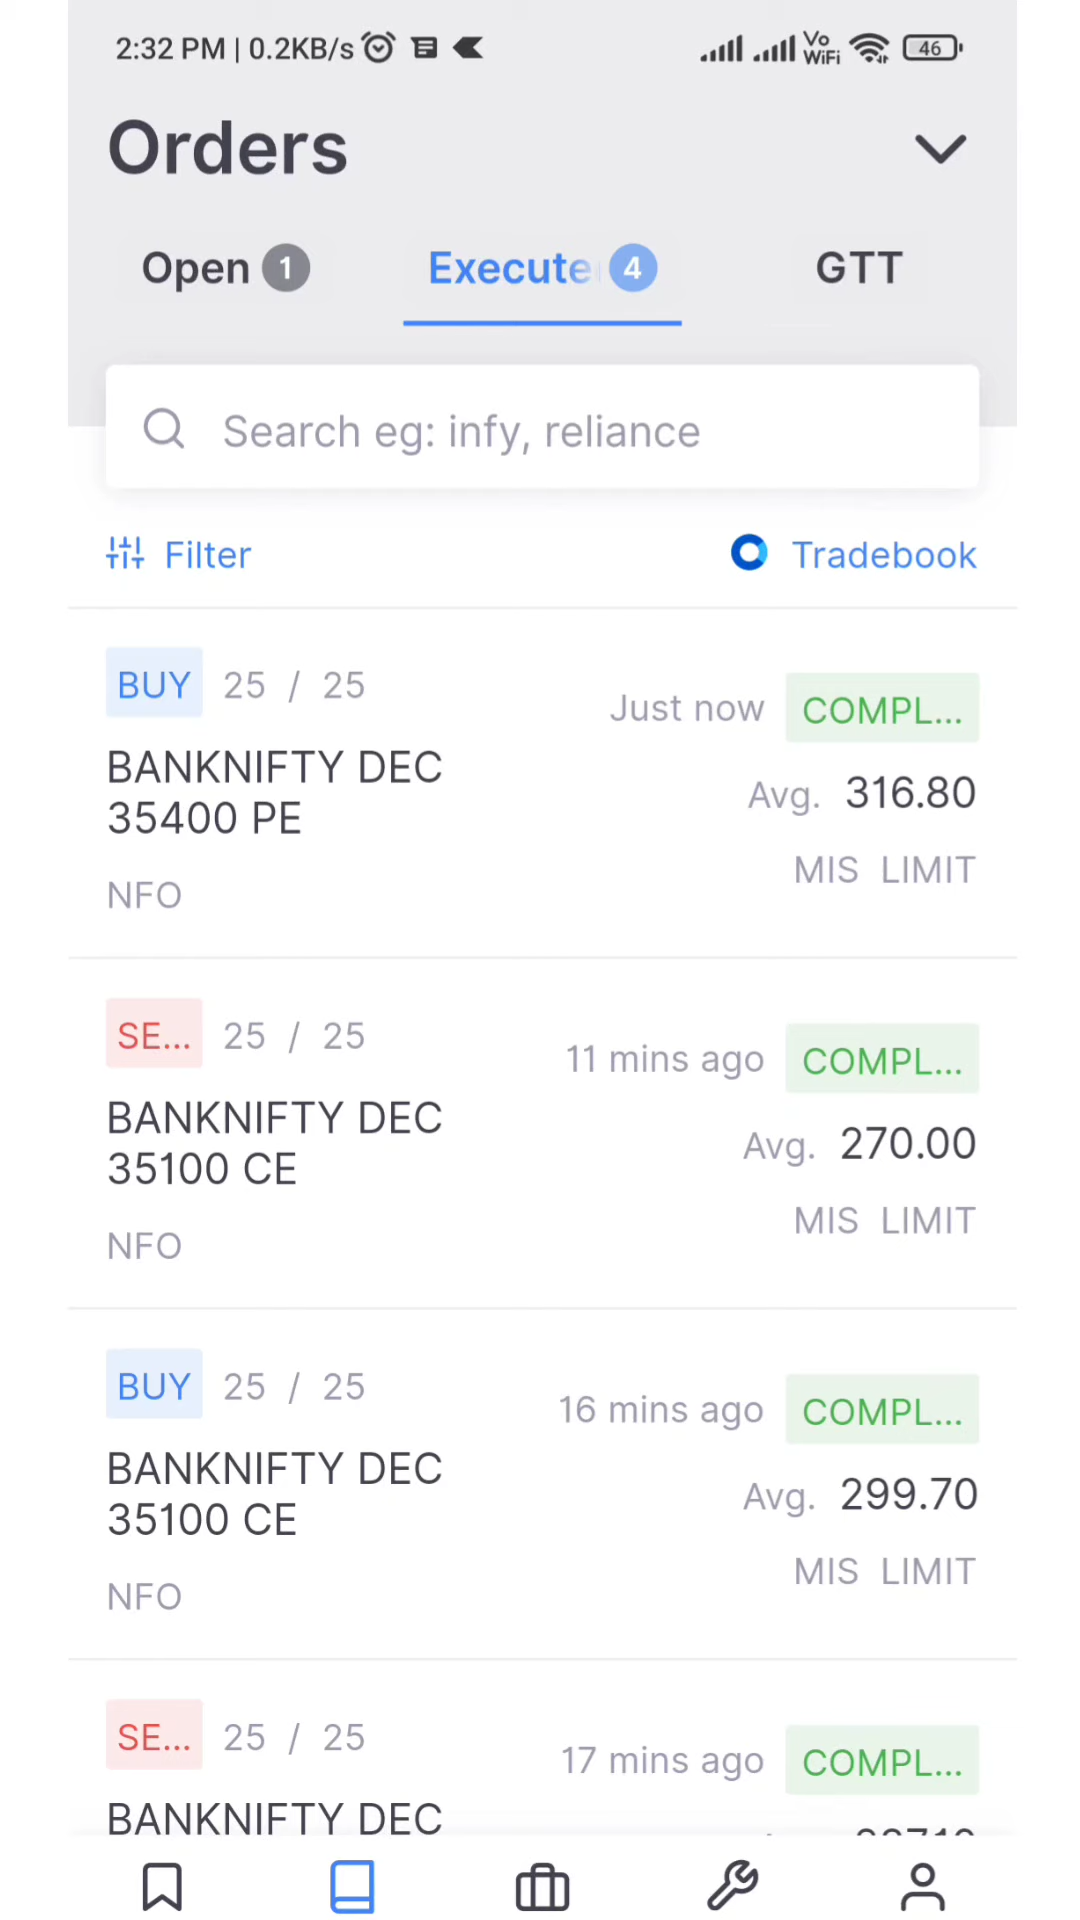 2:32 PM | 0.2KB/s Vo WiFi 46
Orders
Open 1 Execute 4 GTT
Search eg: infy, reliance
Filter Tradebook
BUY 25 / 25 Just now COMPL...
BANKNIFTY DEC
35400 PE
Avg. 316.80
NFO MIS LIMIT
SE... 25 / 25 11 mins ago COMPL...
BANKNIFTY DEC
35100 CE
Avg. 270.00
NFO MIS LIMIT
BUY 25 / 25 16 mins ago COMPL...
BANKNIFTY DEC
35100 CE
Avg. 299.70
NFO MIS LIMIT
SE... 25 / 25 17 mins ago COMPL...
BANKNIFTY DEC